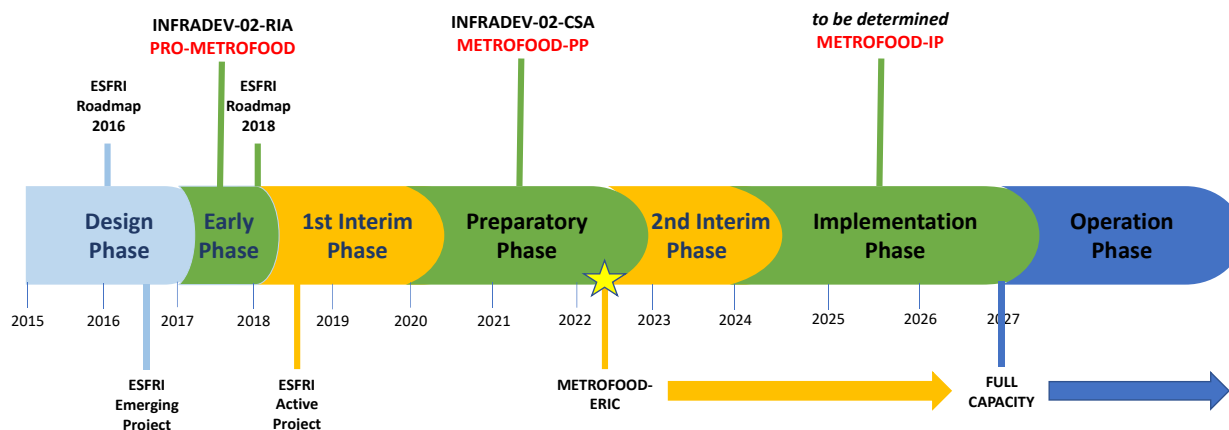 INFRADEV-02-RIA
PRO-METROFOOD
INFRADEV-02-CSA
METROFOOD-PP
to be determined
METROFOOD-IP
ESFRI
Roadmap
2016
ESFRI
Roadmap
2018
Design
Phase
Early
Phase
1st Interim
Phase
Preparatory
Phase
2nd Interim
Phase
Implementation
Phase
Operation
Phase
2015
2016
2017
2018
2019
2020
2021
2022
2023
2024
2025
2026
2027
ESFRI
Emerging
Project
ESFRI
Active
Project
METROFOOD-
ERIC
FULL
CAPACITY